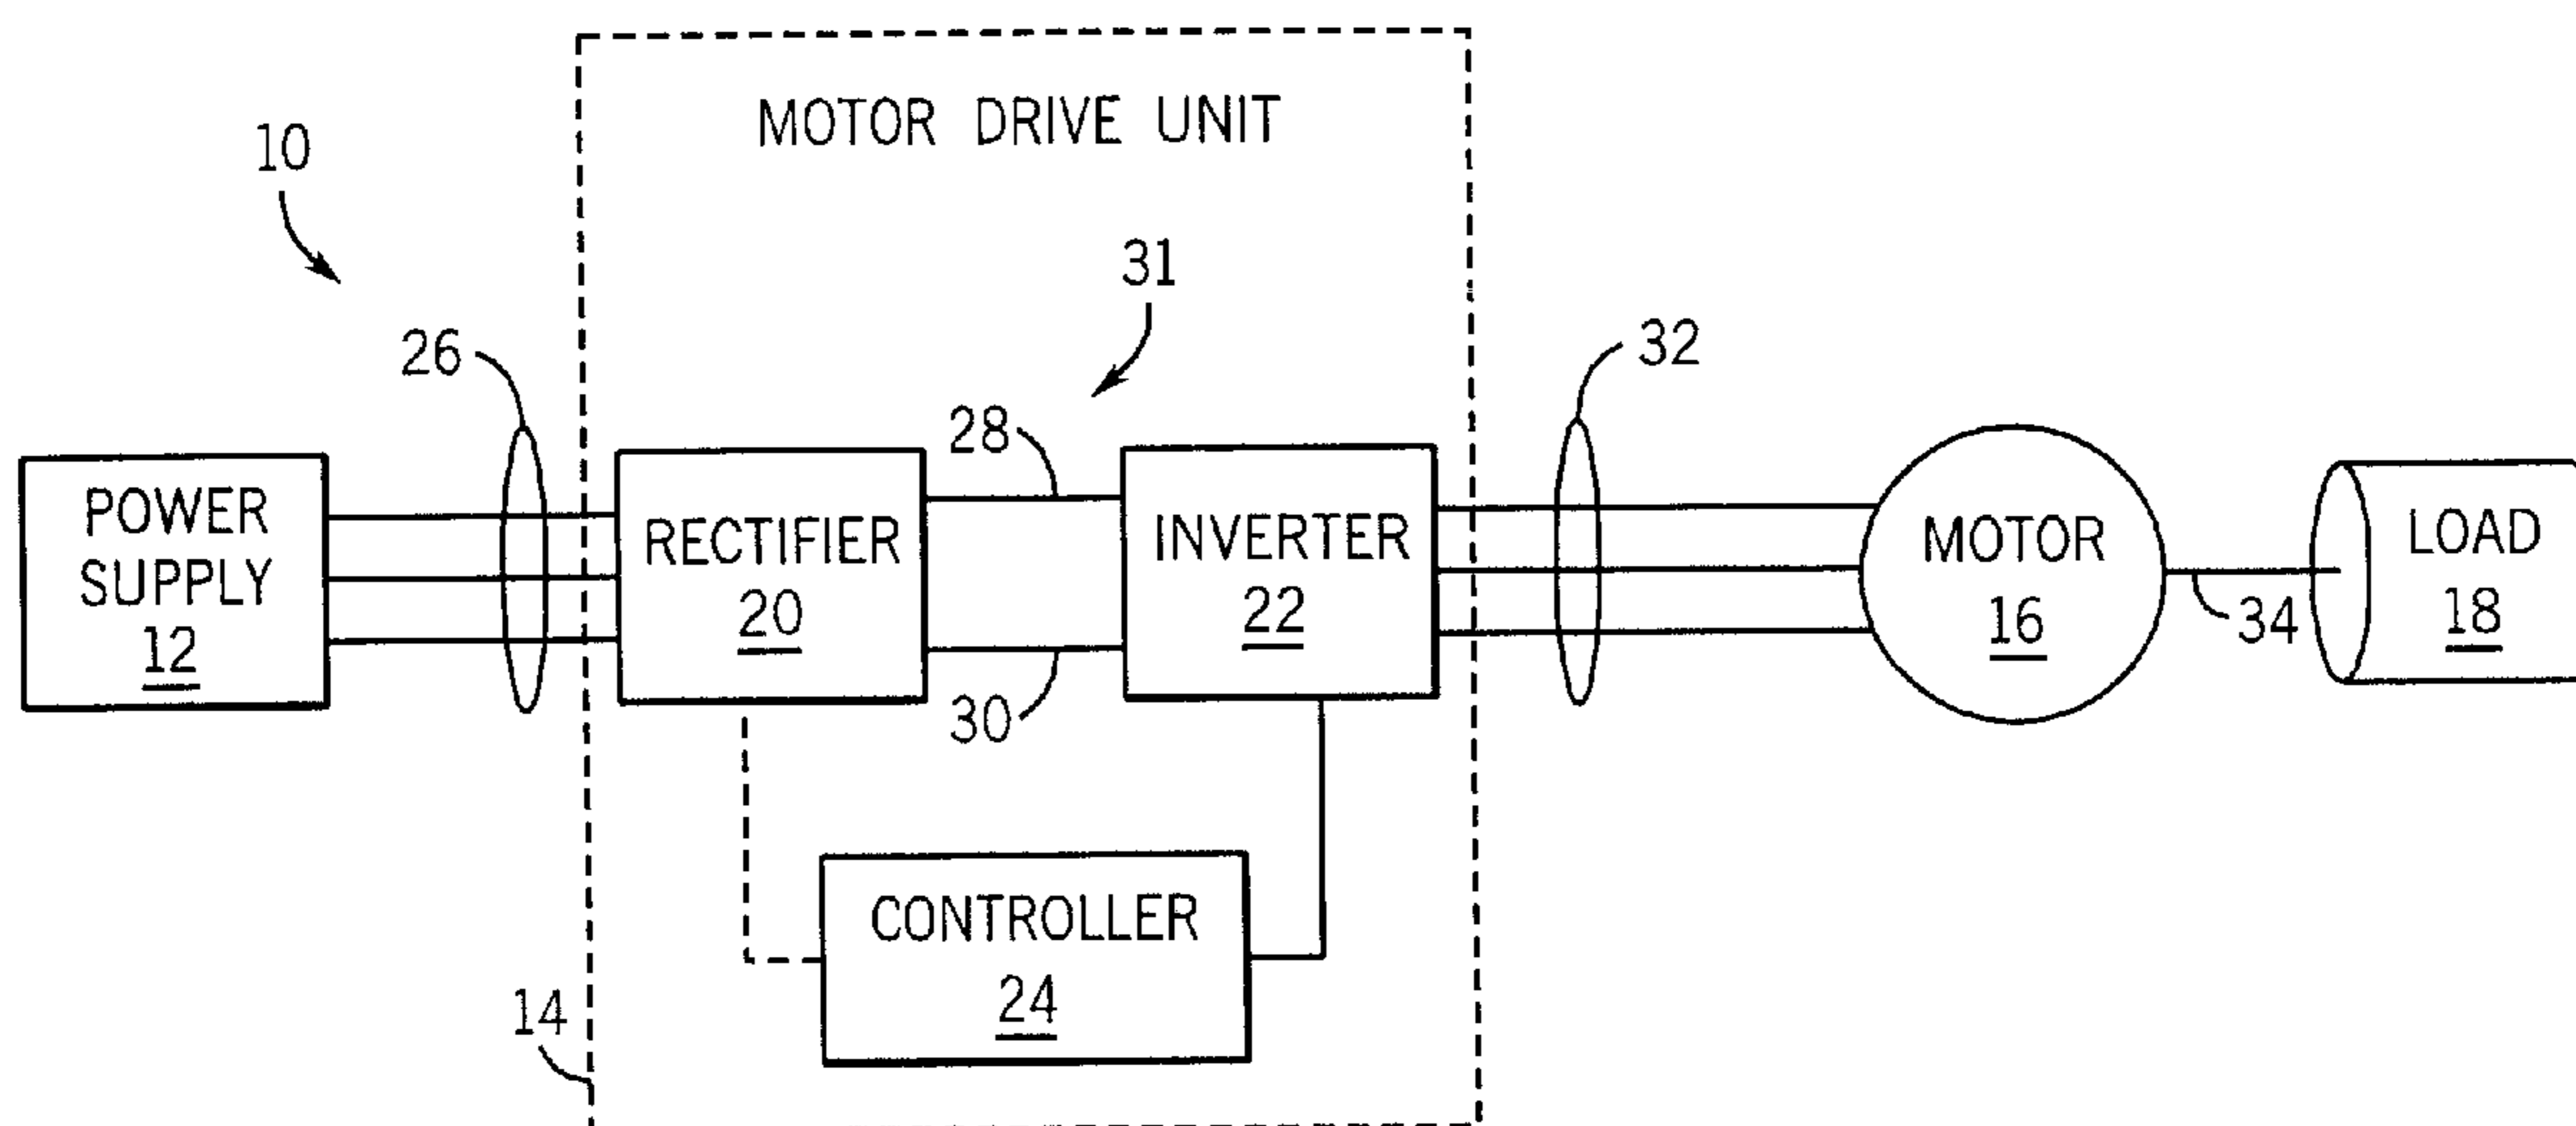 MOTOR DRIVE UNIT
10
31
26
32
28
POWER
SUPPLY
12
RECTIFIER
20
INVERTER
22
MOTOR
16
LOAD
18
34
30
CONTROLLER
24
14